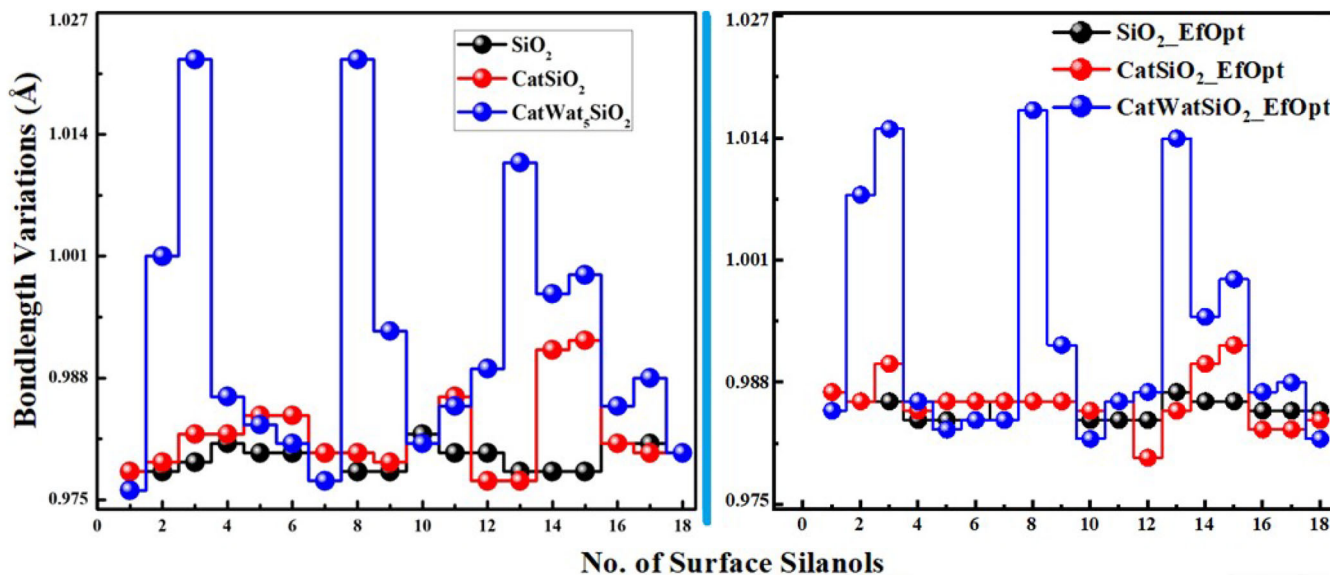 Bondlength Variations (Å)
1.027
1.014
1.001
0.988
0.975
SiO₂
CatSiO₂
CatWat₅SiO₂
0 2 4 6 8 10 12 14 16 18
1.027
1.014
1.001
0.988
0.975
SiO₂_EfOpt
CatSiO₂_EfOpt
CatWatSiO₂_EfOpt
0 2 4 6 8 10 12 14 16 18
No. of Surface Silanols